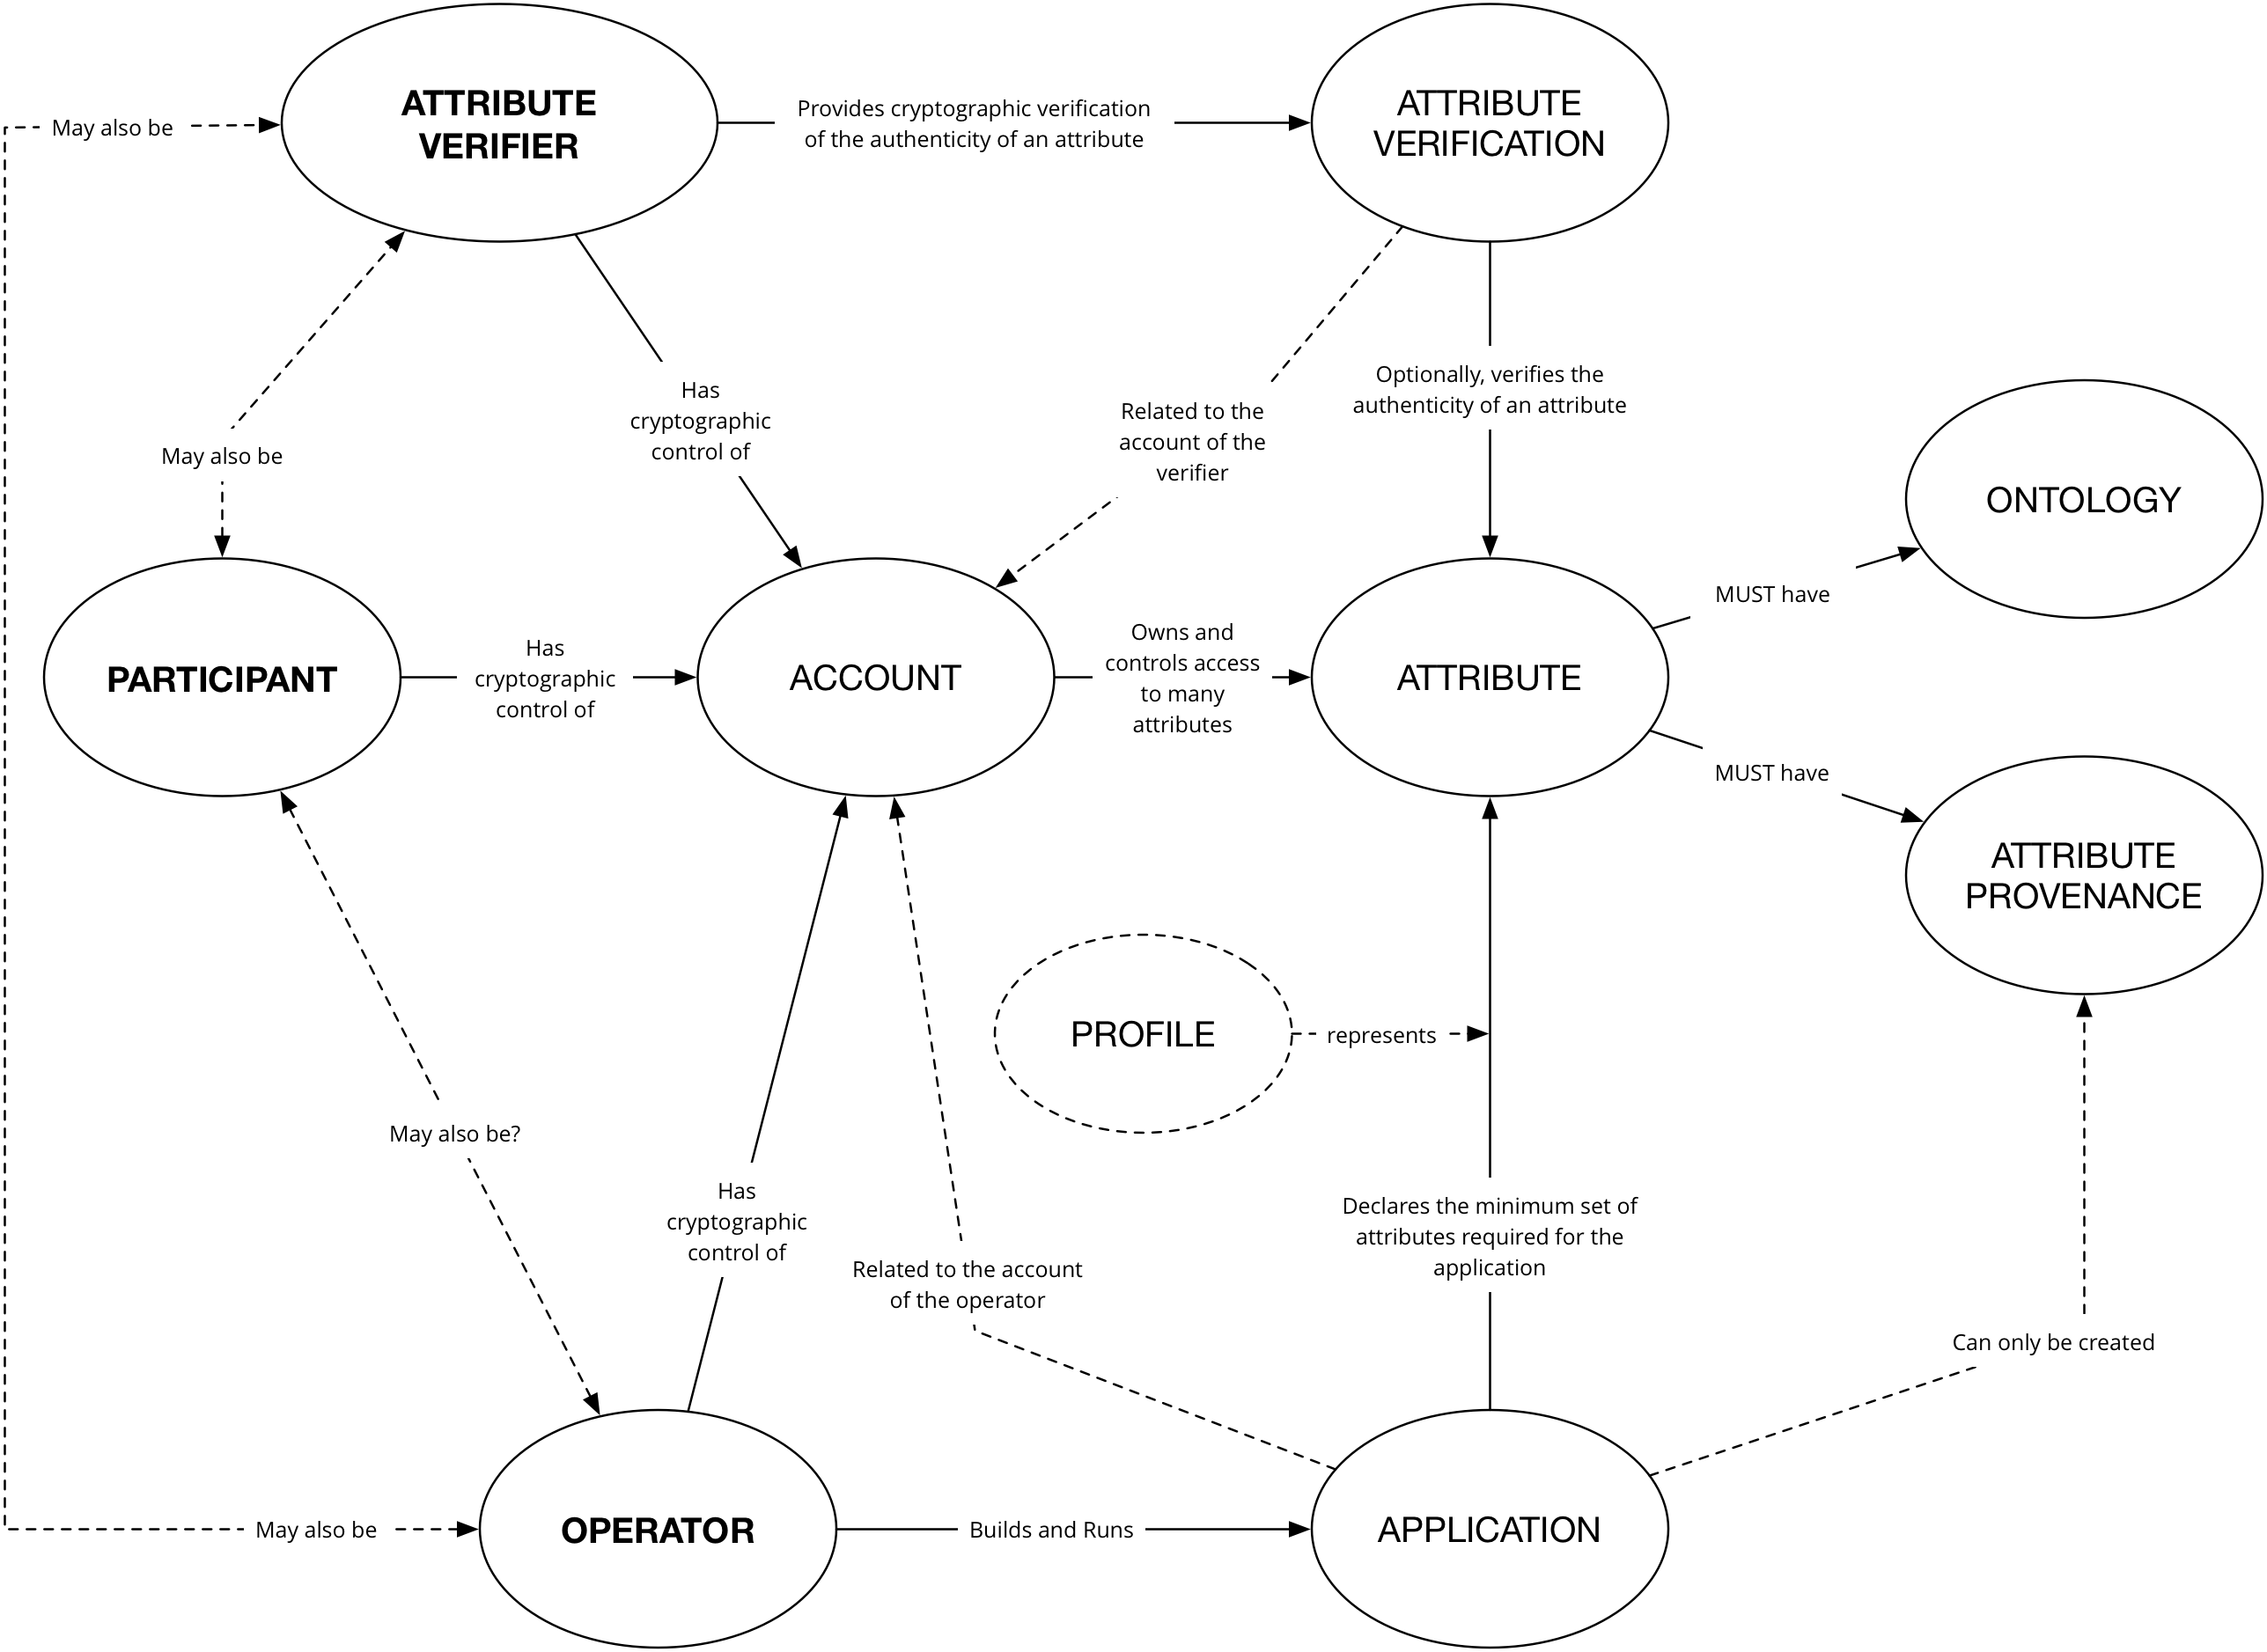 ATTRIBUTE
VERIFIER
Provides cryptographic verification
of the authenticity of an attribute
ATTRIBUTE
VERIFICATION
May also be
Has
cryptographic
control of
Related to the
account of the
verifier
Optionally, verifies the
authenticity of an attribute
May also be
ONTOLOGY
MUST have
PARTICIPANT
Has
cryptographic
control of
ACCOUNT
Owns and
controls access
to many
attributes
ATTRIBUTE
MUST have
ATTRIBUTE
PROVENANCE
PROFILE
represents
May also be?
Has
cryptographic
control of
Related to the account
of the operator
Declares the minimum set of
attributes required for the
application
Can only be created
May also be
OPERATOR
Builds and Runs
APPLICATION